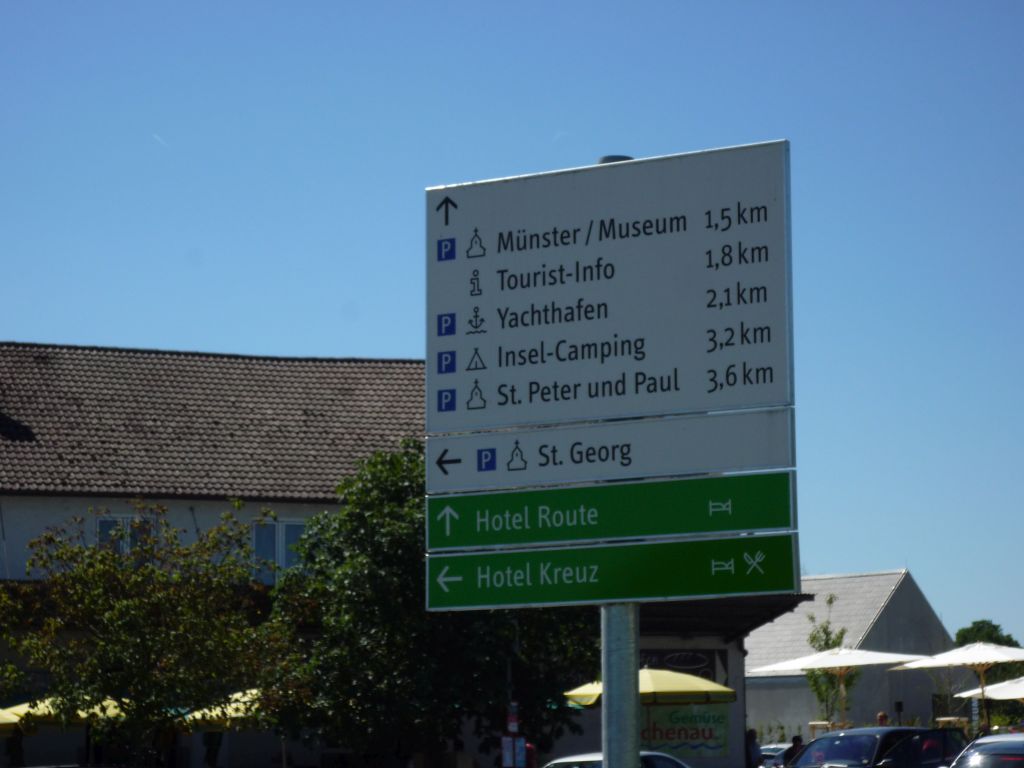 P Münster / Museum 1,5 km
i Tourist-Info 1,8 km
P Yachthafen 2,1 km
P Insel-Camping 3,2 km
P St. Peter und Paul 3,6 km
P St. Georg
Hotel Route
Hotel Kreuz
Gemüse
chenau